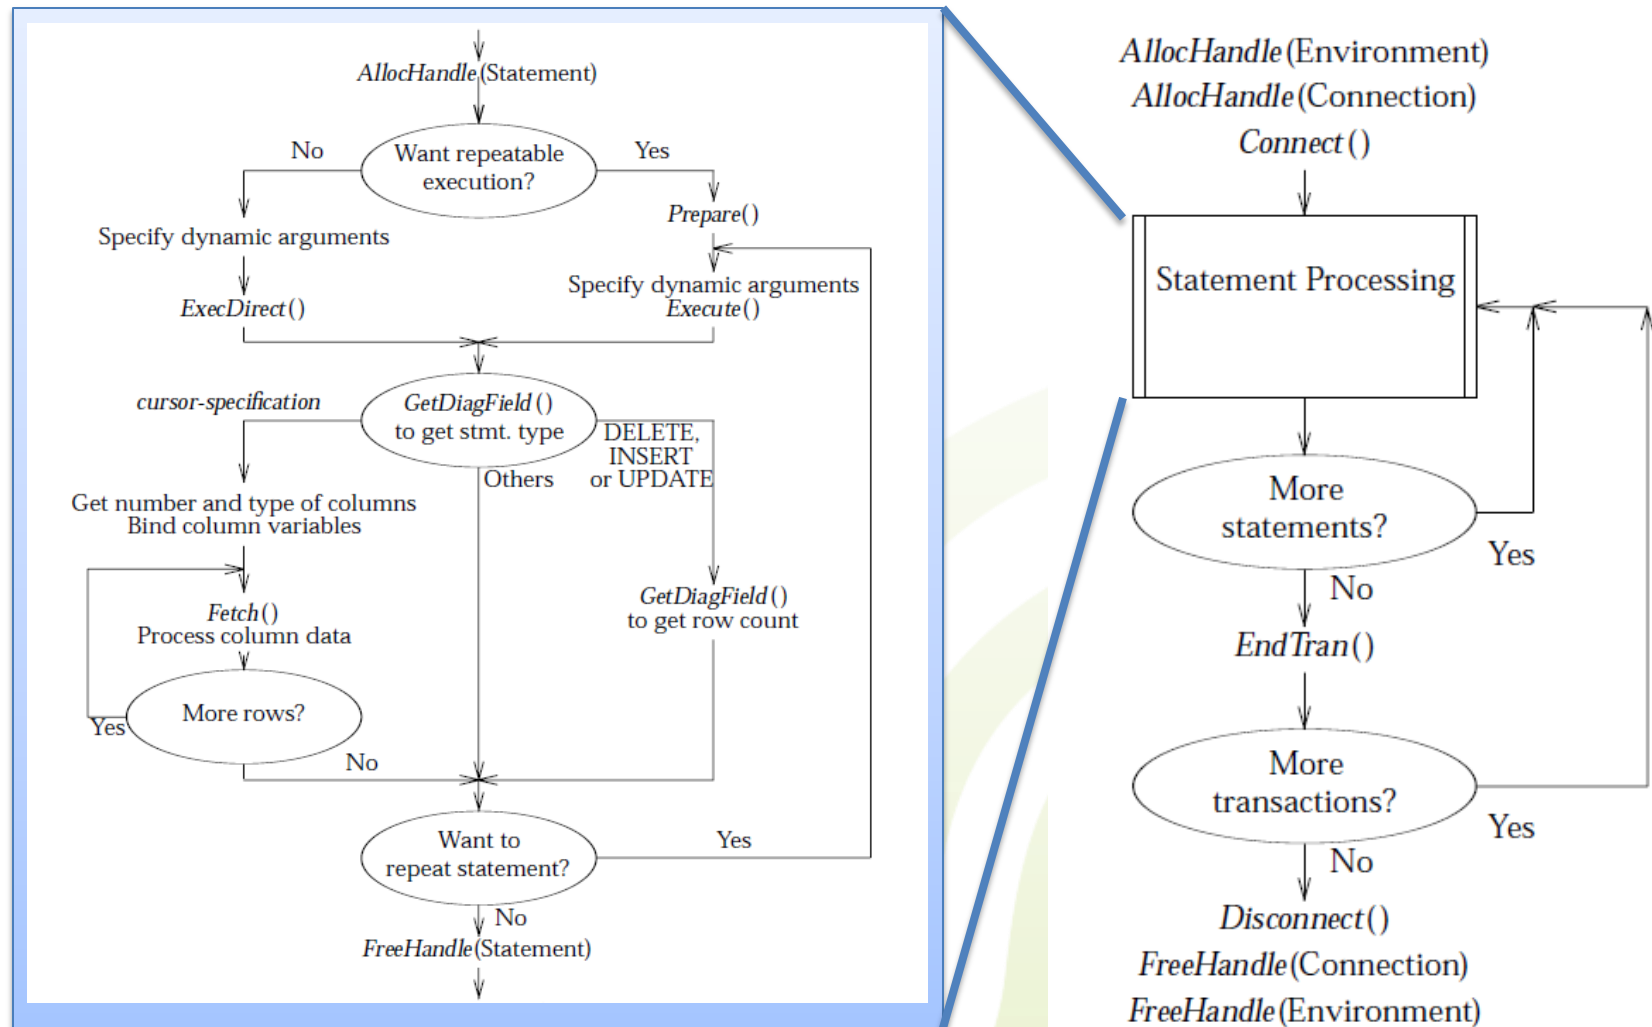 AllocHandle(Statement)
Want repeatable
execution?
No
Yes
Specify dynamic arguments
ExecDirect()
Prepare()
Specify dynamic arguments
Execute()
GetDiagField()
to get stmt. type
cursor-specification
Others
DELETE,
INSERT
or UPDATE
Get number and type of columns
Bind column variables
Fetch()
Process column data
More rows?
Yes
No
GetDiagField()
to get row count
Want to
repeat statement?
Yes
No
FreeHandle(Statement)
AllocHandle(Environment)
AllocHandle(Connection)
Connect()
Statement Processing
More
statements?
Yes
No
EndTran()
More
transactions?
Yes
No
Disconnect()
FreeHandle(Connection)
FreeHandle(Environment)